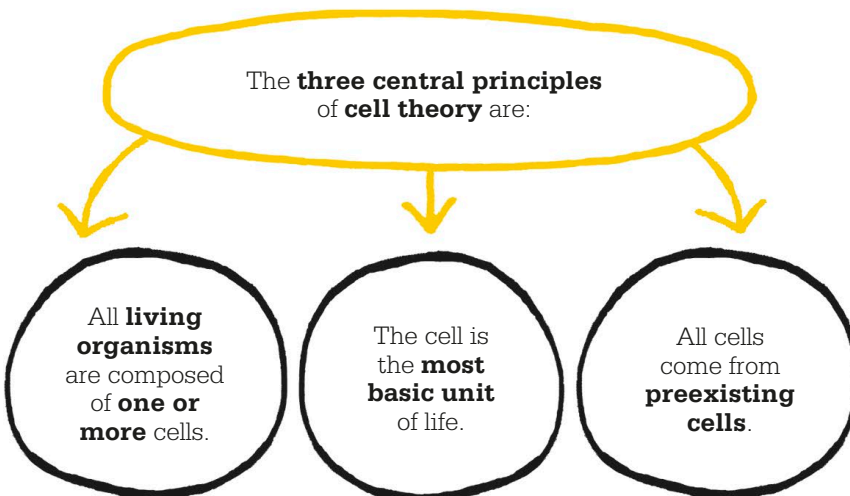 The three central principles
of cell theory are:
All living
organisms
are composed
of one or
more cells.
The cell is
the most
basic unit
of life.
All cells
come from
preexisting
cells.